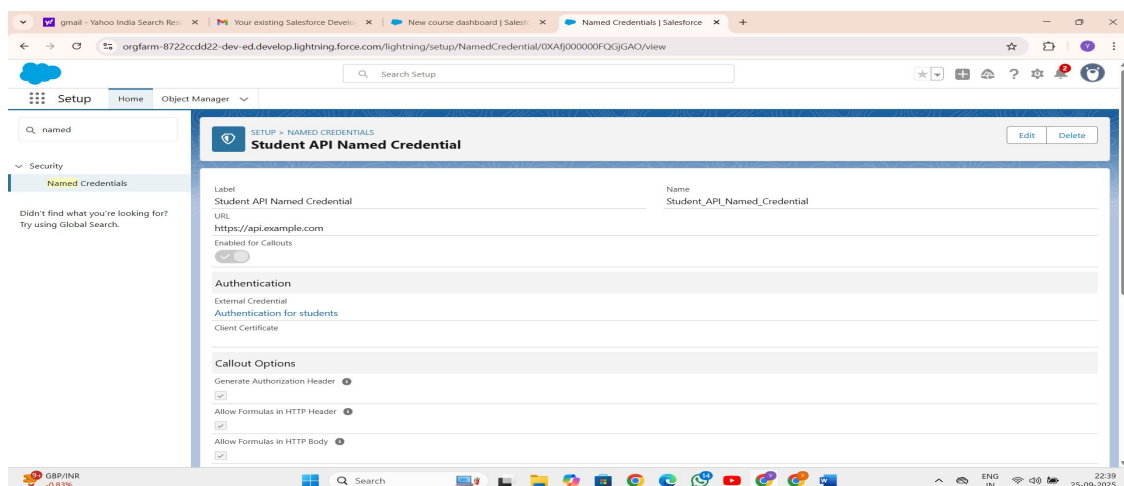 gmail - Yahoo India Search Res
Your existing Salesforce Develo
New course dashboard | Salesf
Named Credentials | Salesforce
orgfarm-8722ccdd22-dev-ed.develop.lightning.force.com/lightning/setup/NamedCredential/0XAfj000000FQGjGAO/view
Y
Search Setup
2
Setup
Home
Object Manager
named
Security
Named Credentials
Didn't find what you're looking for?
Try using Global Search.
SETUP > NAMED CREDENTIALS
Student API Named Credential
Edit
Delete
Label
Student API Named Credential
Name
Student_API_Named_Credential
URL
https://api.example.com
Enabled for Callouts
Authentication
External Credential
Authentication for students
Client Certificate
Callout Options
Generate Authorization Header
Allow Formulas in HTTP Header
Allow Formulas in HTTP Body
9+
GBP/INR
-0.83%
Search
ENG
IN
22:39
25-09-2025